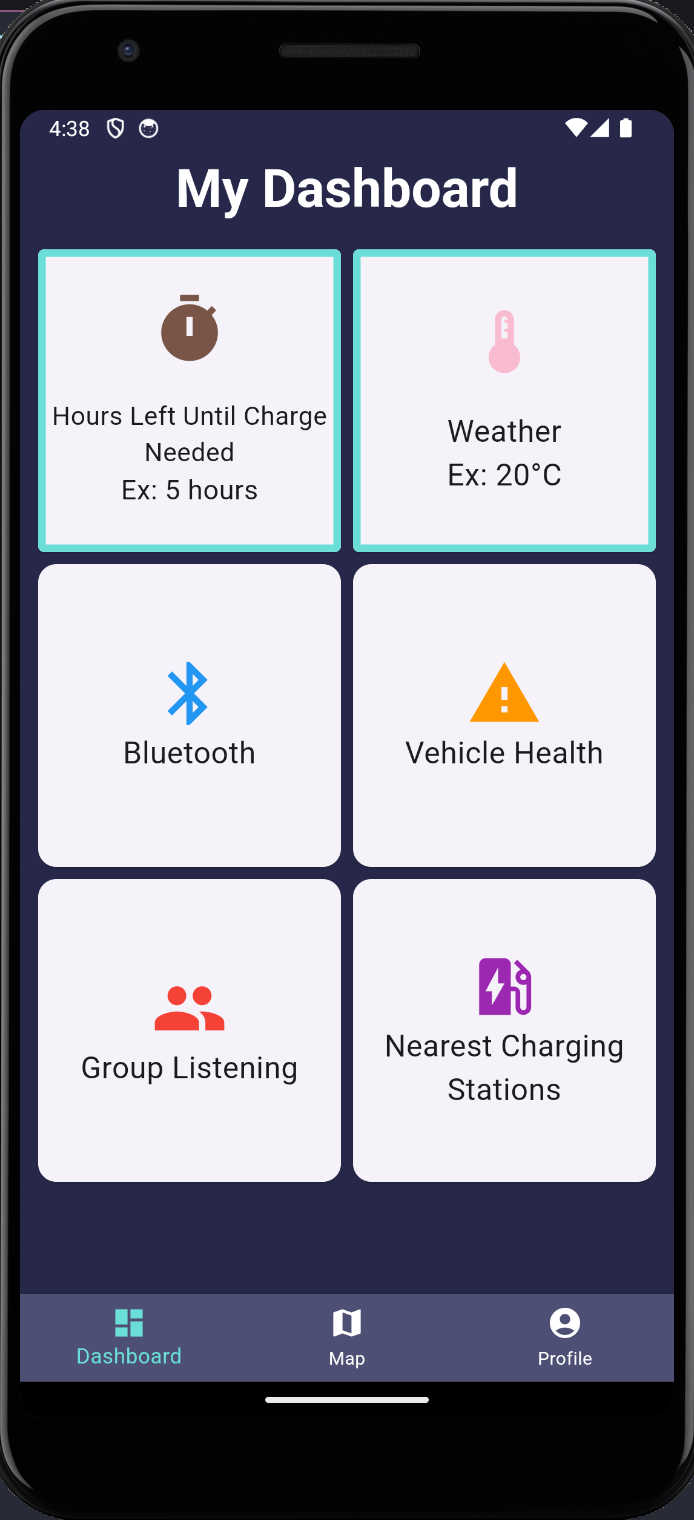 4:38
My Dashboard
Hours Left Until Charge
Needed
Ex: 5 hours
Weather
Ex: 20°C
Bluetooth
Vehicle Health
Group Listening
Nearest Charging
Stations
Dashboard
Map
Profile